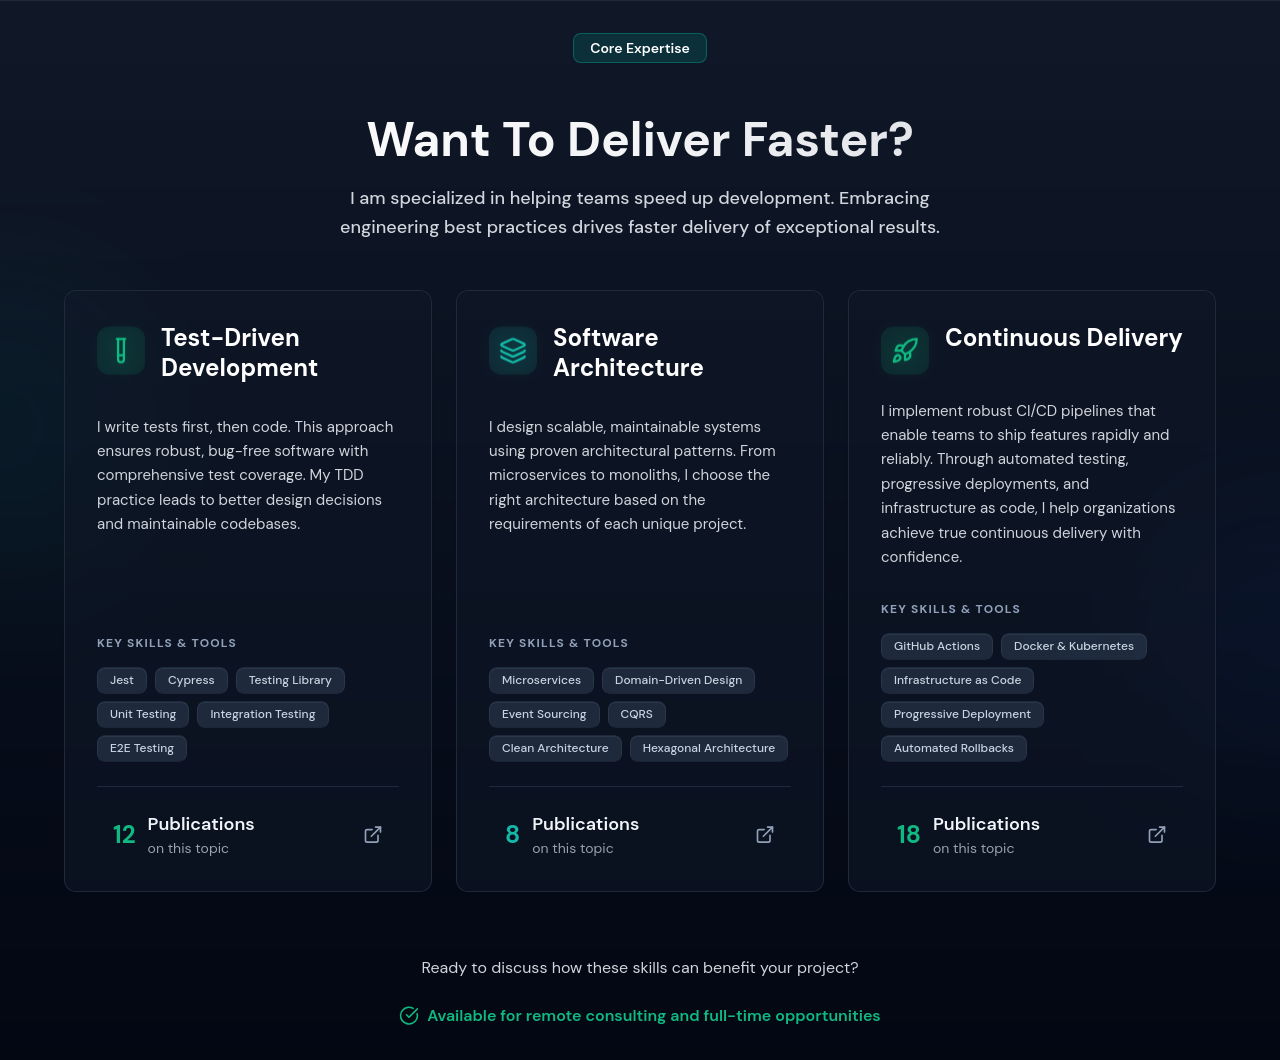 Core Expertise
Want To Deliver Faster?
I am specialized in helping teams speed up development. Embracing
engineering best practices drives faster delivery of exceptional results.
Test-Driven
Development
I write tests first, then code. This approach
ensures robust, bug-free software with
comprehensive test coverage. My TDD
practice leads to better design decisions
and maintainable codebases.
KEY SKILLS & TOOLS
Jest
Cypress
Testing Library
Unit Testing
Integration Testing
E2E Testing
12
Publications
on this topic
Software
Architecture
I design scalable, maintainable systems
using proven architectural patterns. From
microservices to monoliths, I choose the
right architecture based on the
requirements of each unique project.
KEY SKILLS & TOOLS
Microservices
Domain-Driven Design
Event Sourcing
CQRS
Clean Architecture
Hexagonal Architecture
8
Publications
on this topic
Continuous Delivery
I implement robust CI/CD pipelines that
enable teams to ship features rapidly and
reliably. Through automated testing,
progressive deployments, and
infrastructure as code, I help organizations
achieve true continuous delivery with
confidence.
KEY SKILLS & TOOLS
GitHub Actions
Docker & Kubernetes
Infrastructure as Code
Progressive Deployment
Automated Rollbacks
18
Publications
on this topic
Ready to discuss how these skills can benefit your project?
Available for remote consulting and full-time opportunities